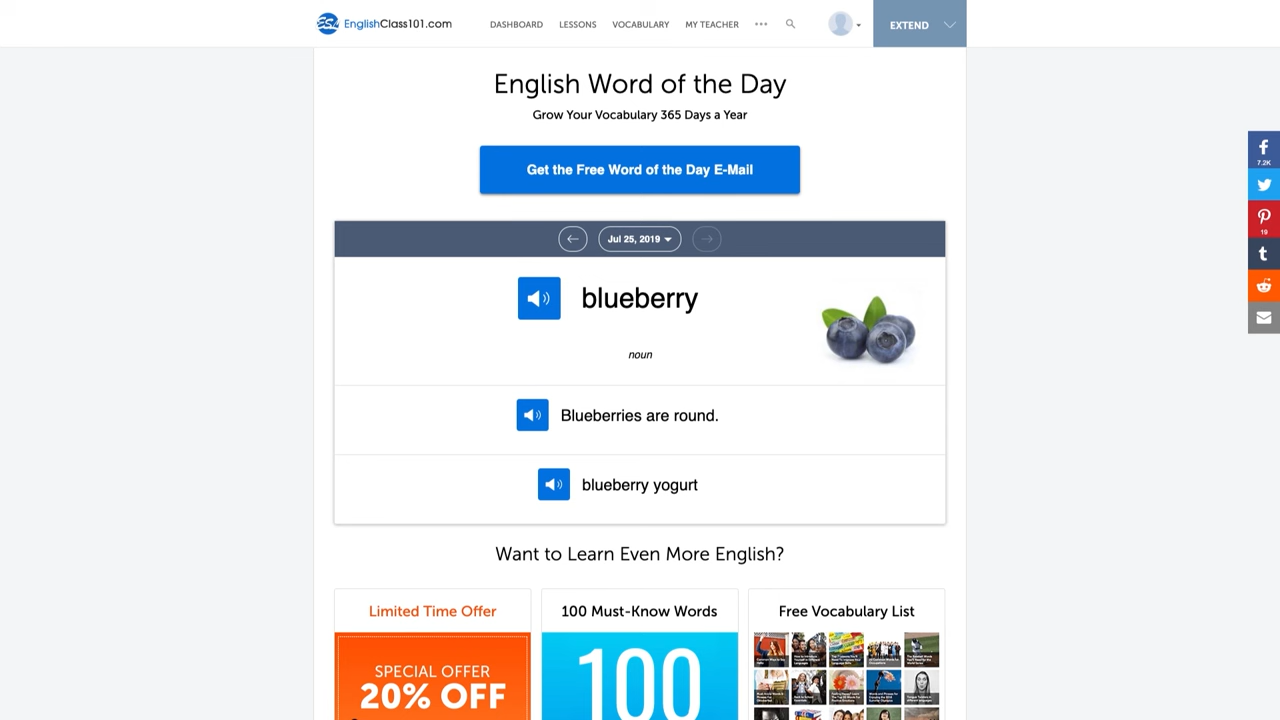 EnglishClass101.com
DASHBOARD
LESSONS
VOCABULARY
MY TEACHER
EXTEND
English Word of the Day
Grow Your Vocabulary 365 Days a Year
Get the Free Word of the Day E-Mail
Jul 25, 2019
blueberry
noun
Blueberries are round.
blueberry yogurt
7.2K
19
Want to Learn Even More English?
Limited Time Offer
100 Must-Know Words
Free Vocabulary List
SPECIAL OFFER
20% OFF
100